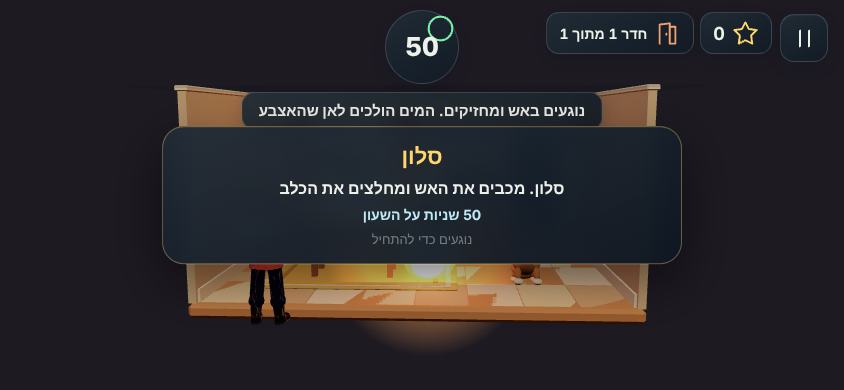 חדר 1 מתוך 1
0
50
נוגעים באש ומחזיקים. המים הולכים לאן שהאצבע
סלון
סלון. מכבים את האש ומחלצים את הכלב
50 שניות על השעון
נוגעים כדי להתחיל